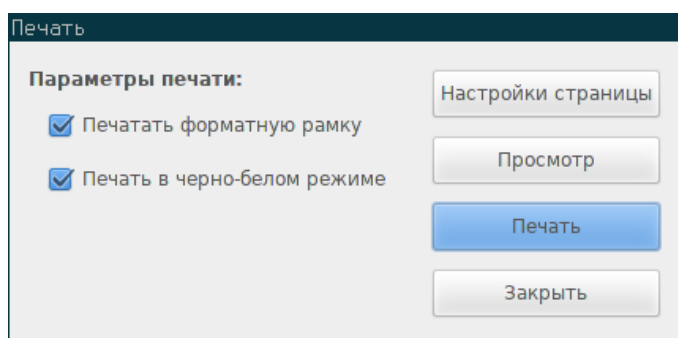 Печать
Параметры печати:
Печатать форматную рамку
Печать в черно-белом режиме
Настройки страницы
Просмотр
Печать
Закрыть